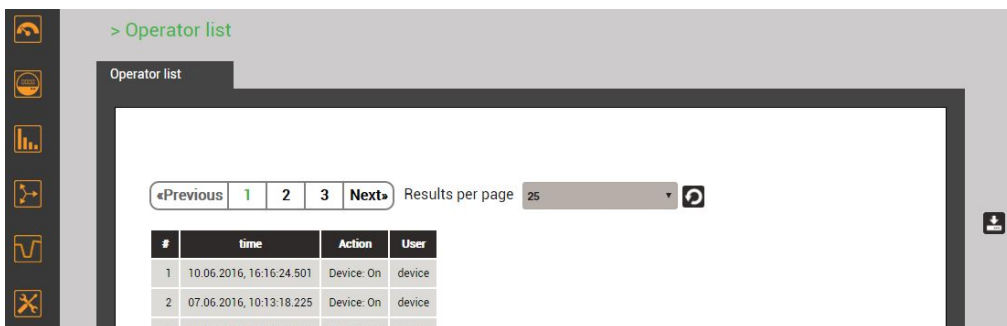 > Operator list
Operator list
«Previous 1 2 3 Next» Results per page 25
# time Action User
1 10.06.2016, 16:16:24.501 Device: On device
2 07.06.2016, 10:13:18.225 Device: On device